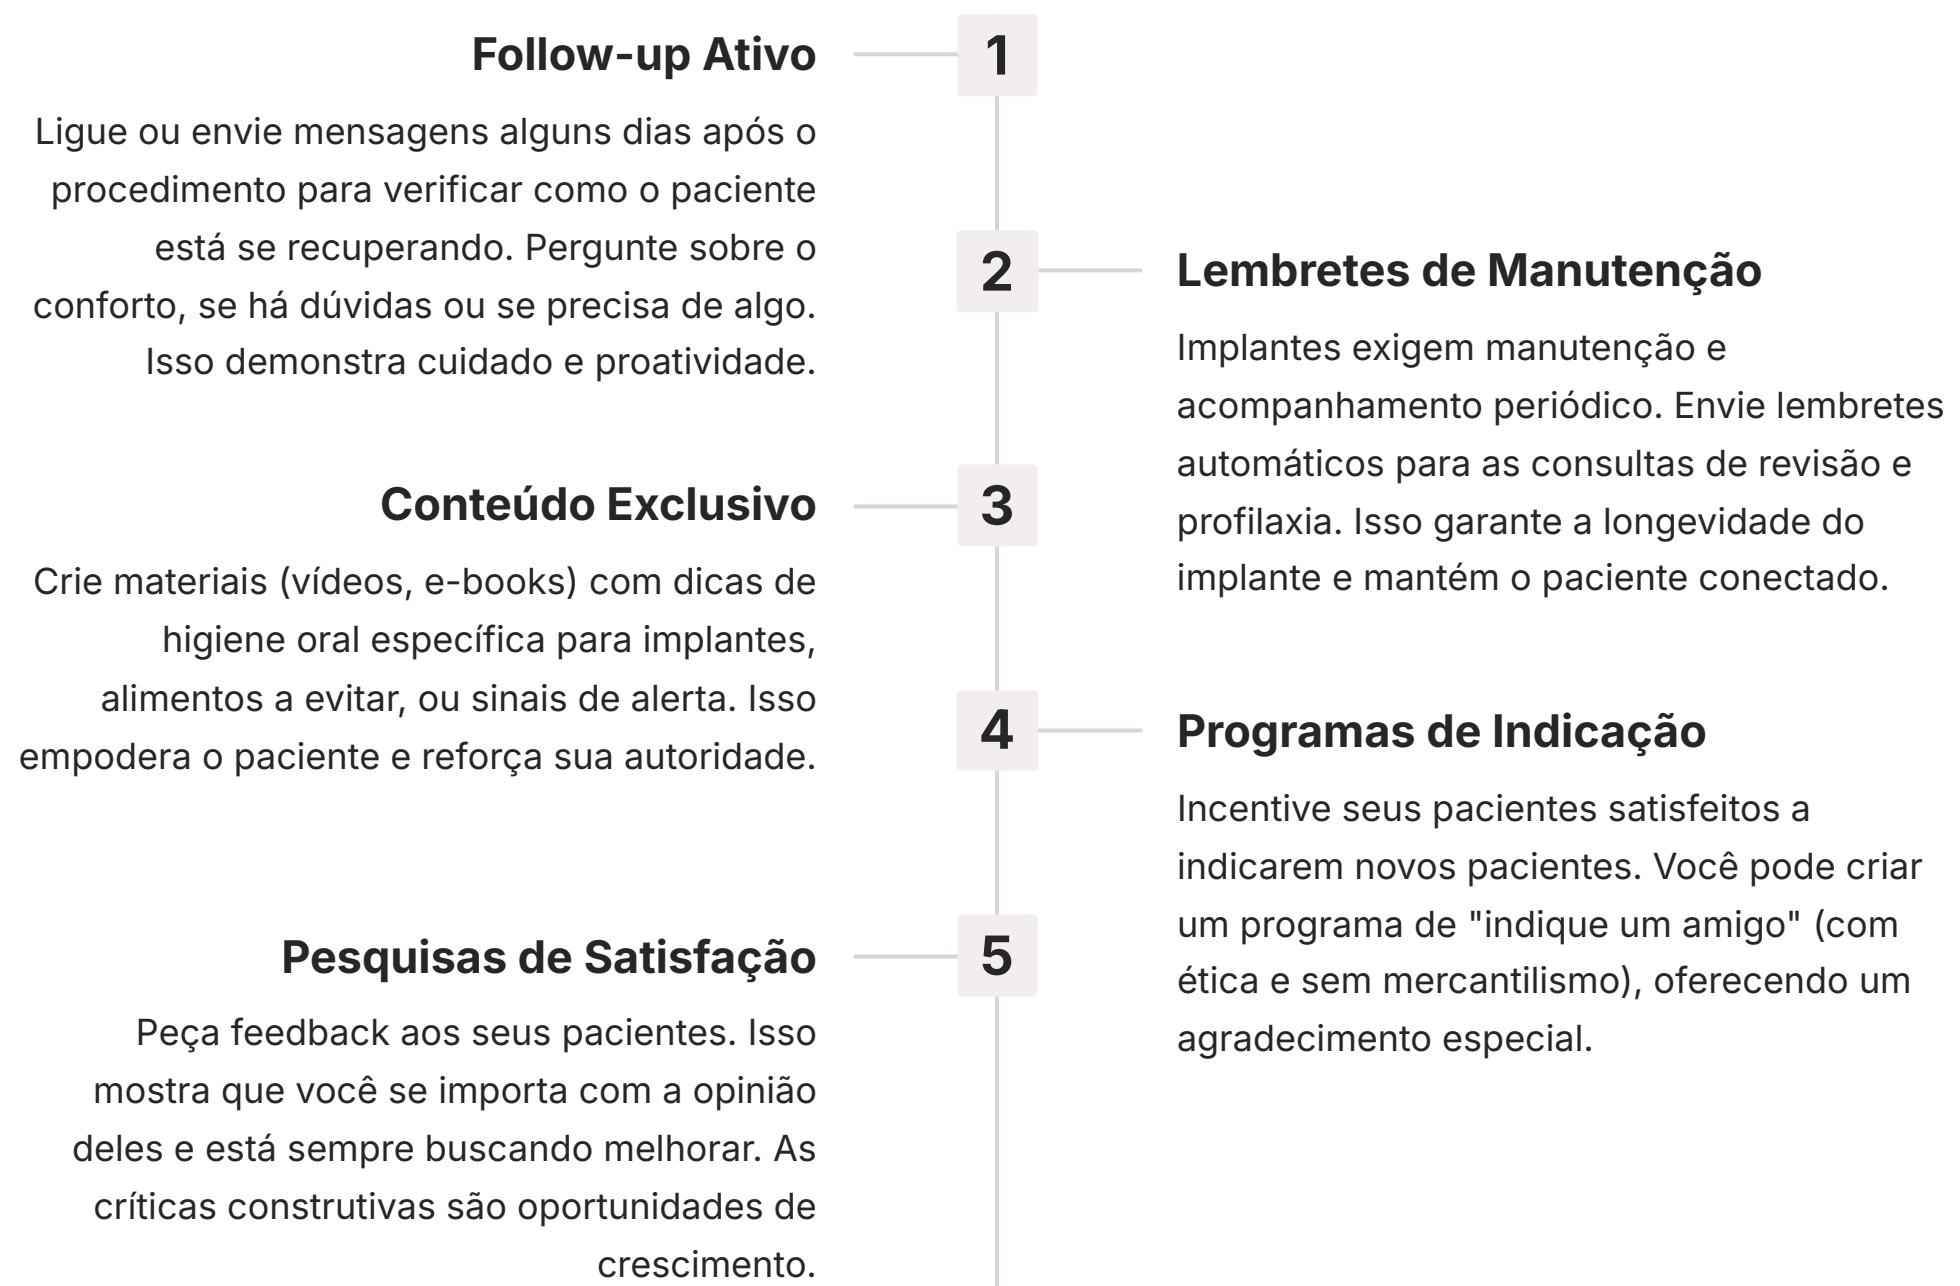 1
Follow-up Ativo
Ligue ou envie mensagens alguns dias após o
procedimento para verificar como o paciente
está se recuperando. Pergunte sobre o
conforto, se há dúvidas ou se precisa de algo.
Isso demonstra cuidado e proatividade.
2
Lembretes de Manutenção
Implantes exigem manutenção e
acompanhamento periódico. Envie lembretes
automáticos para as consultas de revisão e
profilaxia. Isso garante a longevidade do
implante e mantém o paciente conectado.
3
Conteúdo Exclusivo
Crie materiais (vídeos, e-books) com dicas de
higiene oral específica para implantes,
alimentos a evitar, ou sinais de alerta. Isso
empodera o paciente e reforça sua autoridade.
4
Programas de Indicação
Incentive seus pacientes satisfeitos a
indicarem novos pacientes. Você pode criar
um programa de "indique um amigo" (com
ética e sem mercantilismo), oferecendo um
agradecimento especial.
5
Pesquisas de Satisfação
Peça feedback aos seus pacientes. Isso
mostra que você se importa com a opinião
deles e está sempre buscando melhorar. As
críticas construtivas são oportunidades de
crescimento.